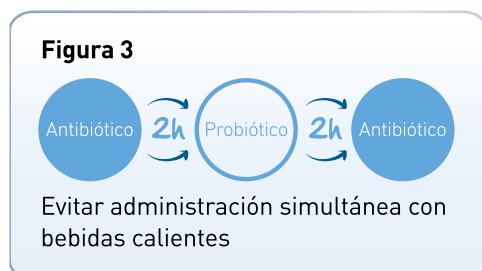 Figura 3
Antibiótico 2h Probiótico 2h Antibiótico
Evitar administración simultánea con
bebidas calientes